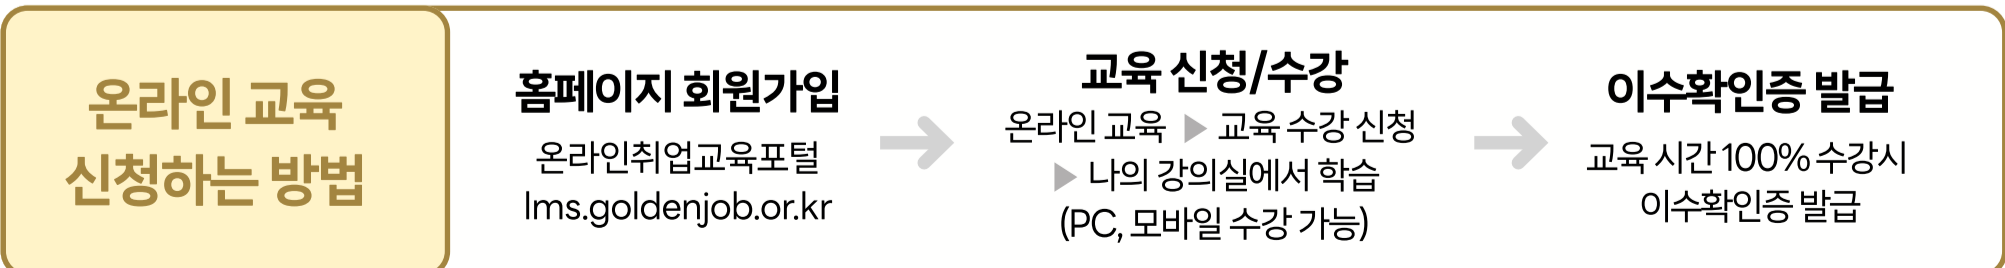 온라인 교육
신청하는 방법
홈페이지 회원가입
온라인취업교육포털
lms.goldenjob.or.kr
교육 신청/수강
온라인 교육 ▶ 교육 수강 신청
▶ 나의 강의실에서 학습
(PC, 모바일 수강 가능)
이수확인증 발급
교육 시간 100% 수강시
이수확인증 발급